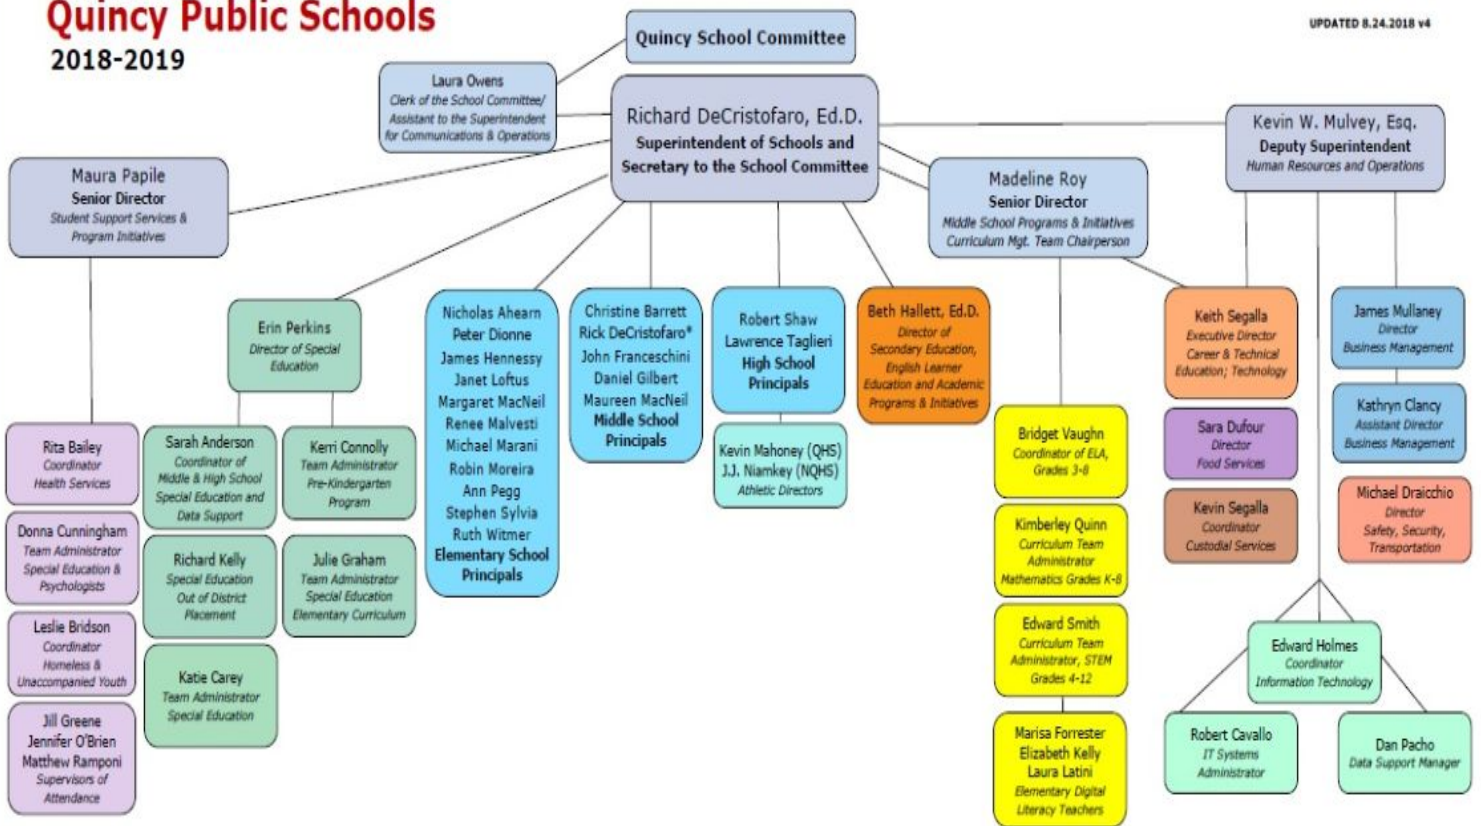 Quincy Public Schools
2018-2019
UPDATED 8.24.2018 v4
Quincy School Committee
Laura Owens
Clerk of the School Committee/
Assistant to the Superintendent
for Communications & Operations
Richard DeCristofaro, Ed.D.
Superintendent of Schools and
Secretary to the School Committee
Kevin W. Mulvey, Esq.
Deputy Superintendent
Human Resources and Operations
Maura Papile
Senior Director
Student Support Services &
Program Initiatives
Madeline Roy
Senior Director
Middle School Programs & Initiatives
Curriculum Mgt. Team Chairperson
Erin Perkins
Director of Special
Education
Nicholas Ahearn
Peter Dionne
James Hennessy
Janet Loftus
Margaret MacNeil
Renee Malvesti
Michael Marani
Robin Moreira
Ann Pegg
Stephen Sylvia
Ruth Witmer
Elementary School
Principals
Christine Barrett
Rick DeCristofaro*
John Franceschini
Daniel Gilbert
Maureen MacNeil
Middle School
Principals
Robert Shaw
Lawrence Taglieri
High School
Principals
Kevin Mahoney (QHS)
J.J. Niamkey (NQHS)
Athletic Directors
Beth Hallett, Ed.D.
Director of
Secondary Education,
English Learner
Education and Academic
Programs & Initiatives
Keith Segalla
Executive Director
Career & Technical
Education; Technology
James Mullaney
Director
Business Management
Kathryn Clancy
Assistant Director
Business Management
Sara Dufour
Director
Food Services
Kevin Segalla
Coordinator
Custodial Services
Michael Draicchio
Director
Safety, Security,
Transportation
Rita Bailey
Coordinator
Health Services
Donna Cunningham
Team Administrator
Special Education &
Psychologists
Leslie Bridson
Coordinator
Homeless &
Unaccompanied Youth
Jill Greene
Jennifer O'Brien
Matthew Ramponi
Supervisors of
Attendance
Sarah Anderson
Coordinator of
Middle & High School
Special Education and
Data Support
Richard Kelly
Special Education
Out of District
Placement
Katie Carey
Team Administrator
Special Education
Kerri Connolly
Team Administrator
Pre-Kindergarten
Program
Julie Graham
Team Administrator
Special Education
Elementary Curriculum
Bridget Vaughn
Coordinator of ELA,
Grades 3-8
Kimberley Quinn
Curriculum Team
Administrator
Mathematics Grades K-8
Edward Smith
Curriculum Team
Administrator, STEM
Grades 4-12
Marisa Forrester
Elizabeth Kelly
Laura Latini
Elementary Digital
Literacy Teachers
Edward Holmes
Coordinator
Information Technology
Robert Cavallo
IT Systems
Administrator
Dan Pacho
Data Support Manager